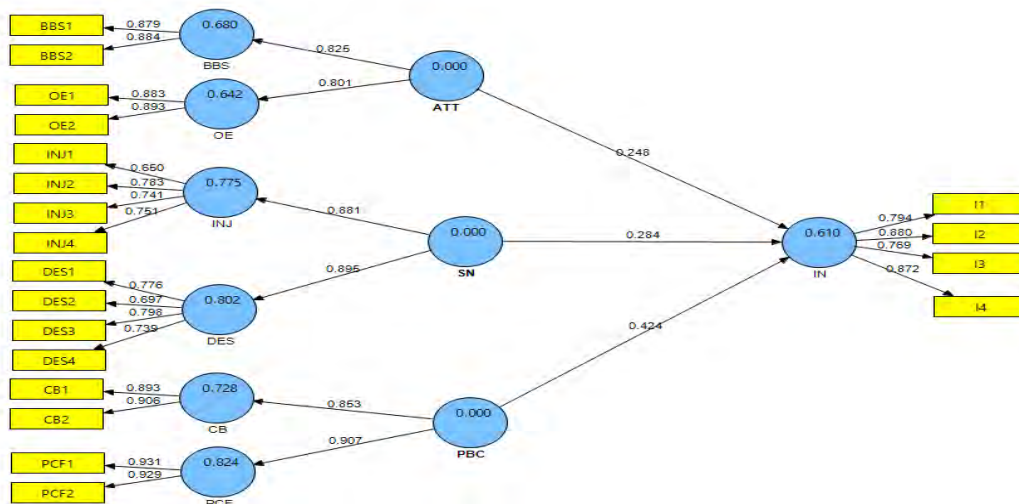 BBS1
0.879
0.884
BBS2
0.680
BBS
0.825
0.000
ATT
0.801
OE1
0.883
0.893
OE2
0.642
OE
0.248
INJ1
0.650
INJ2
0.783
0.741
INJ3
0.751
INJ4
0.775
INJ
0.881
0.000
SN
0.284
0.895
DES1
0.776
DES2
0.697
0.798
DES3
0.739
DES4
0.802
DES
0.610
IN
0.794
I1
0.880
I2
0.769
I3
0.872
I4
0.424
CB1
0.893
0.906
CB2
0.728
CB
0.853
0.000
PBC
0.907
PCF1
0.931
0.929
PCF2
0.824
PCF